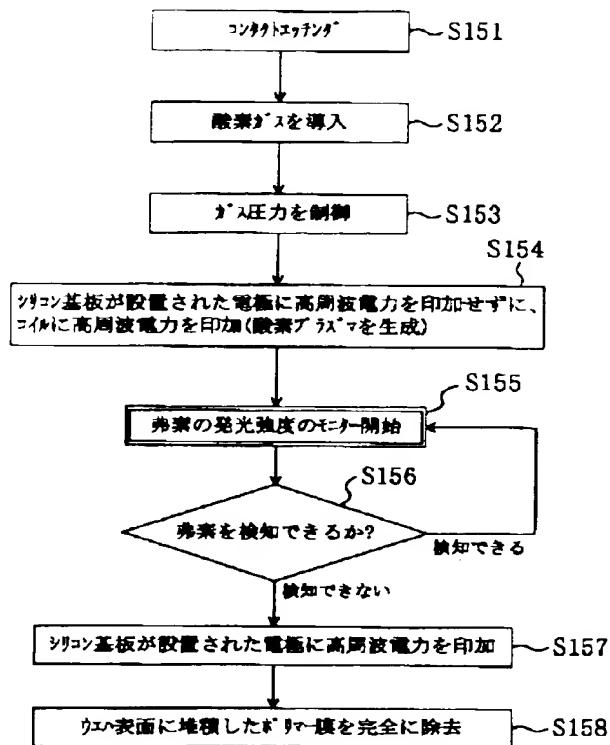 コンタクトエッチング
S151
酸素ガスを導入
S152
ガス圧力を制御
S153
S154
シリコン基板が設置された電極に高周波電力を印加せずに、
コイルに高周波電力を印加(酸素プラズマを生成)
S155
弗素の発光強度のモニター開始
S156
弗素を検知できるか?
検知できる
検知できない
シリコン基板が設置された電極に高周波電力を印加
S157
ウエハ表面に堆積したポリマー膜を完全に除去
S158